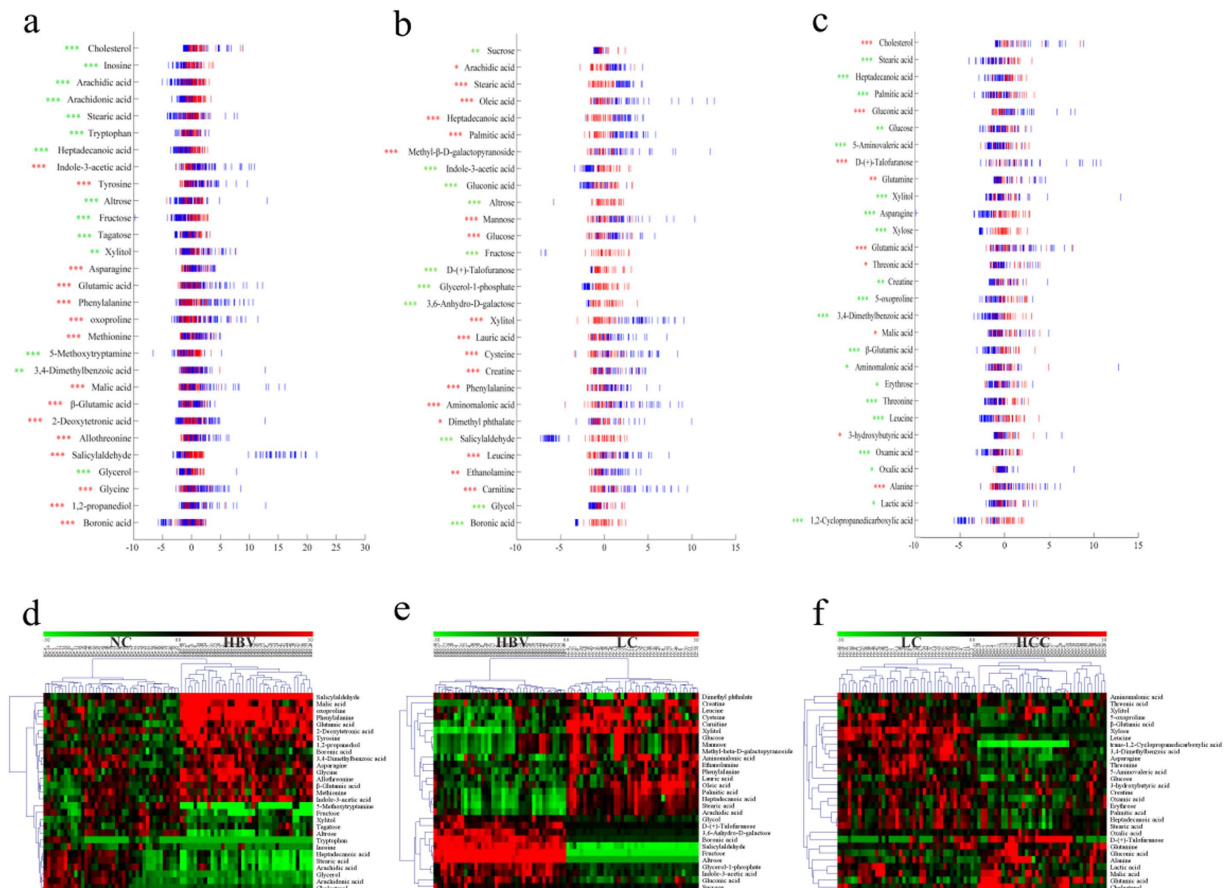 a
*** Cholesterol
*** Inosine
*** Arachidic acid
*** Arachidonic acid
*** Stearic acid
*** Tryptophan
*** Heptadecanoic acid
*** Indole-3-acetic acid
*** Tyrosine
*** Altrose
*** Fructose
*** Tagatose
** Xylitol
*** Asparagine
*** Glutamic acid
*** Phenylalanine
*** oxoproline
*** Methionine
*** 5-Methoxytryptamine
** 3,4-Dimethylbenzoic acid
*** Malic acid
*** β-Glutamic acid
*** 2-Deoxytetronic acid
*** Allothreonine
*** Salicylaldehyde
*** Glycerol
*** Glycine
*** 1,2-propanediol
*** Boronic acid
-10 -5 0 5 10 15 20 25 30
b
** Sucrose
* Arachidic acid
*** Stearic acid
*** Oleic acid
*** Heptadecanoic acid
*** Palmitic acid
*** Methyl-β-D-galactopyranoside
*** Indole-3-acetic acid
*** Gluconic acid
*** Altrose
*** Mannose
*** Glucose
*** Fructose
*** D-(+)-Talofuranose
*** Glycerol-1-phosphate
*** 3,6-Anhydro-D-galactose
*** Xylitol
*** Lauric acid
*** Cysteine
*** Creatine
*** Phenylalanine
*** Aminomalonic acid
* Dimethyl phthalate
*** Salicylaldehyde
*** Leucine
** Ethanolamine
*** Carnitine
*** Glycol
*** Boronic acid
-10 -5 0 5 10 15
c
*** Cholesterol
*** Stearic acid
*** Heptadecanoic acid
*** Palmitic acid
*** Gluconic acid
** Glucose
*** 5-Aminovaleric acid
*** D-(+)-Talofuranose
** Glutamine
*** Xylitol
*** Asparagine
*** Xylose
*** Glutamic acid
* Threonic acid
** Creatine
*** 5-oxoproline
*** 3,4-Dimethylbenzoic acid
* Malic acid
*** β-Glutamic acid
* Aminomalonic acid
* Erythrose
*** Threonine
*** Leucine
* 3-hydroxybutyric acid
*** Oxamic acid
* Oxalic acid
*** Alanine
* Lactic acid
*** 1,2-Cyclopropanedicarboxylic acid
-10 -5 0 5 10 15
d
NC HBV
Salicylaldehyde
Malic acid
oxoproline
Phenylalanine
Glutamic acid
2-Deoxytetronic acid
Tyrosine
1,2-propanediol
Boronic acid
3,4-Dimethylbenzoic acid
Asparagine
Glycine
Allothreonine
β-Glutamic acid
Methionine
Indole-3-acetic acid
5-Methoxytryptamine
Fructose
Xylitol
Tagatose
Altrose
Tryptophan
Inosine
Heptadecanoic acid
Stearic acid
Arachidic acid
Glycerol
Arachidonic acid
e
HBV LC
Dimethyl phthalate
Creatine
Leucine
Cysteine
Carnitine
Xylitol
Glucose
Mannose
Methyl-beta-D-galactopyranoside
Aminomalonic acid
Ethanolamine
Phenylalanine
Lauric acid
Oleic acid
Palmitic acid
Heptadecanoic acid
Stearic acid
Arachidic acid
Glycol
D-(+)-Talofuranose
3,6-Anhydro-D-galactose
Boronic acid
Salicylaldehyde
Fructose
Altrose
Glycerol-1-phosphate
Indole-3-acetic acid
Gluconic acid
f
LC HCC
Aminomalonic acid
Threonic acid
Xylitol
5-oxoproline
β-Glutamic acid
Xylose
Leucine
trans-1,2-Cyclopropanedicarboxylic acid
3,4-Dimethylbenzoic acid
Asparagine
Threonine
5-Aminovaleric acid
Glucose
3-hydroxybutyric acid
Creatine
Oxamic acid
Erythrose
Palmitic acid
Heptadecanoic acid
Stearic acid
Oxalic acid
D-(+)-Talofuranose
Glutamine
Gluconic acid
Alanine
Lactic acid
Malic acid
Glutamic acid